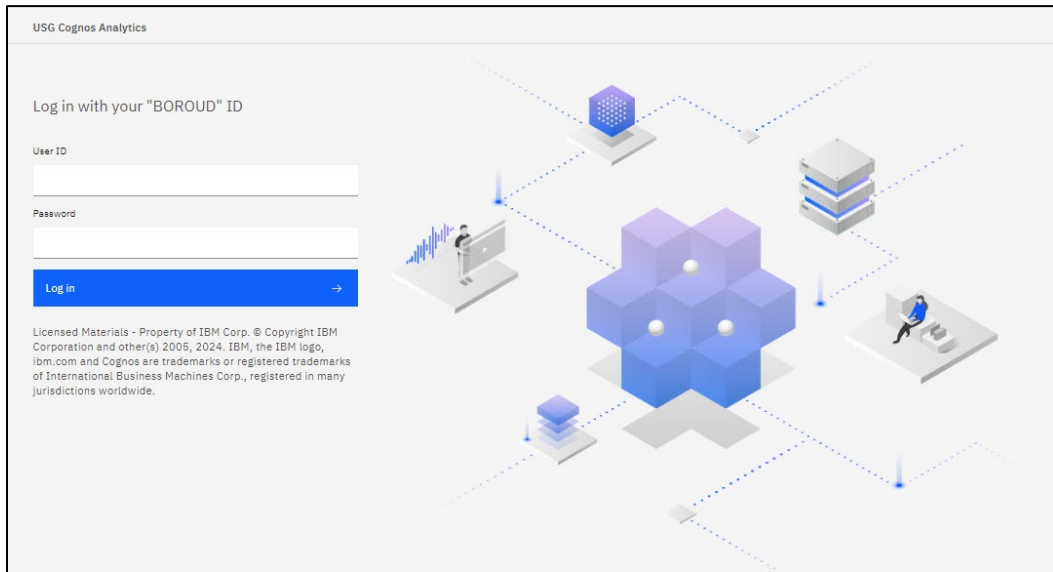 USG Cognos Analytics
Log in with your "BOROUD" ID
User ID
Password
Log in
Licensed Materials - Property of IBM Corp. © Copyright IBM
Corporation and other(s) 2005, 2024. IBM, the IBM logo,
ibm.com and Cognos are trademarks or registered trademarks
of International Business Machines Corp., registered in many
jurisdictions worldwide.